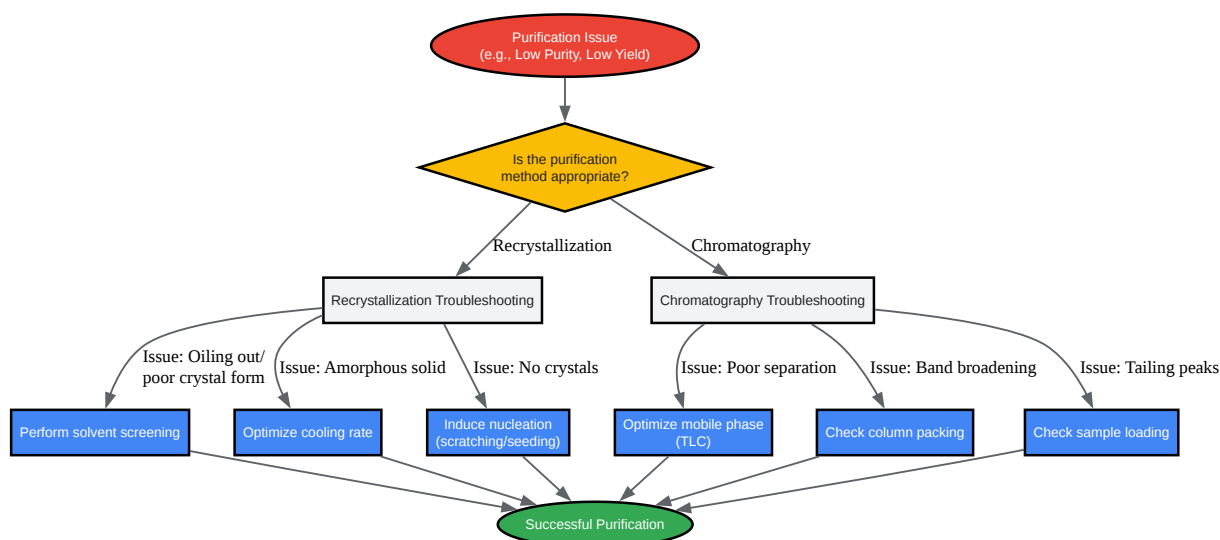 Purification Issue
(e.g., Low Purity, Low Yield)
Is the purification
method appropriate?
Recrystallization
Chromatography
Recrystallization Troubleshooting
Chromatography Troubleshooting
Issue: Oiling out/
poor crystal form
Issue: Amorphous solid
Issue: No crystals
Issue: Poor separation
Issue: Band broadening
Issue: Tailing peaks
Perform solvent screening
Optimize cooling rate
Induce nucleation
(scratching/seeding)
Optimize mobile phase
(TLC)
Check column packing
Check sample loading
Successful Purification